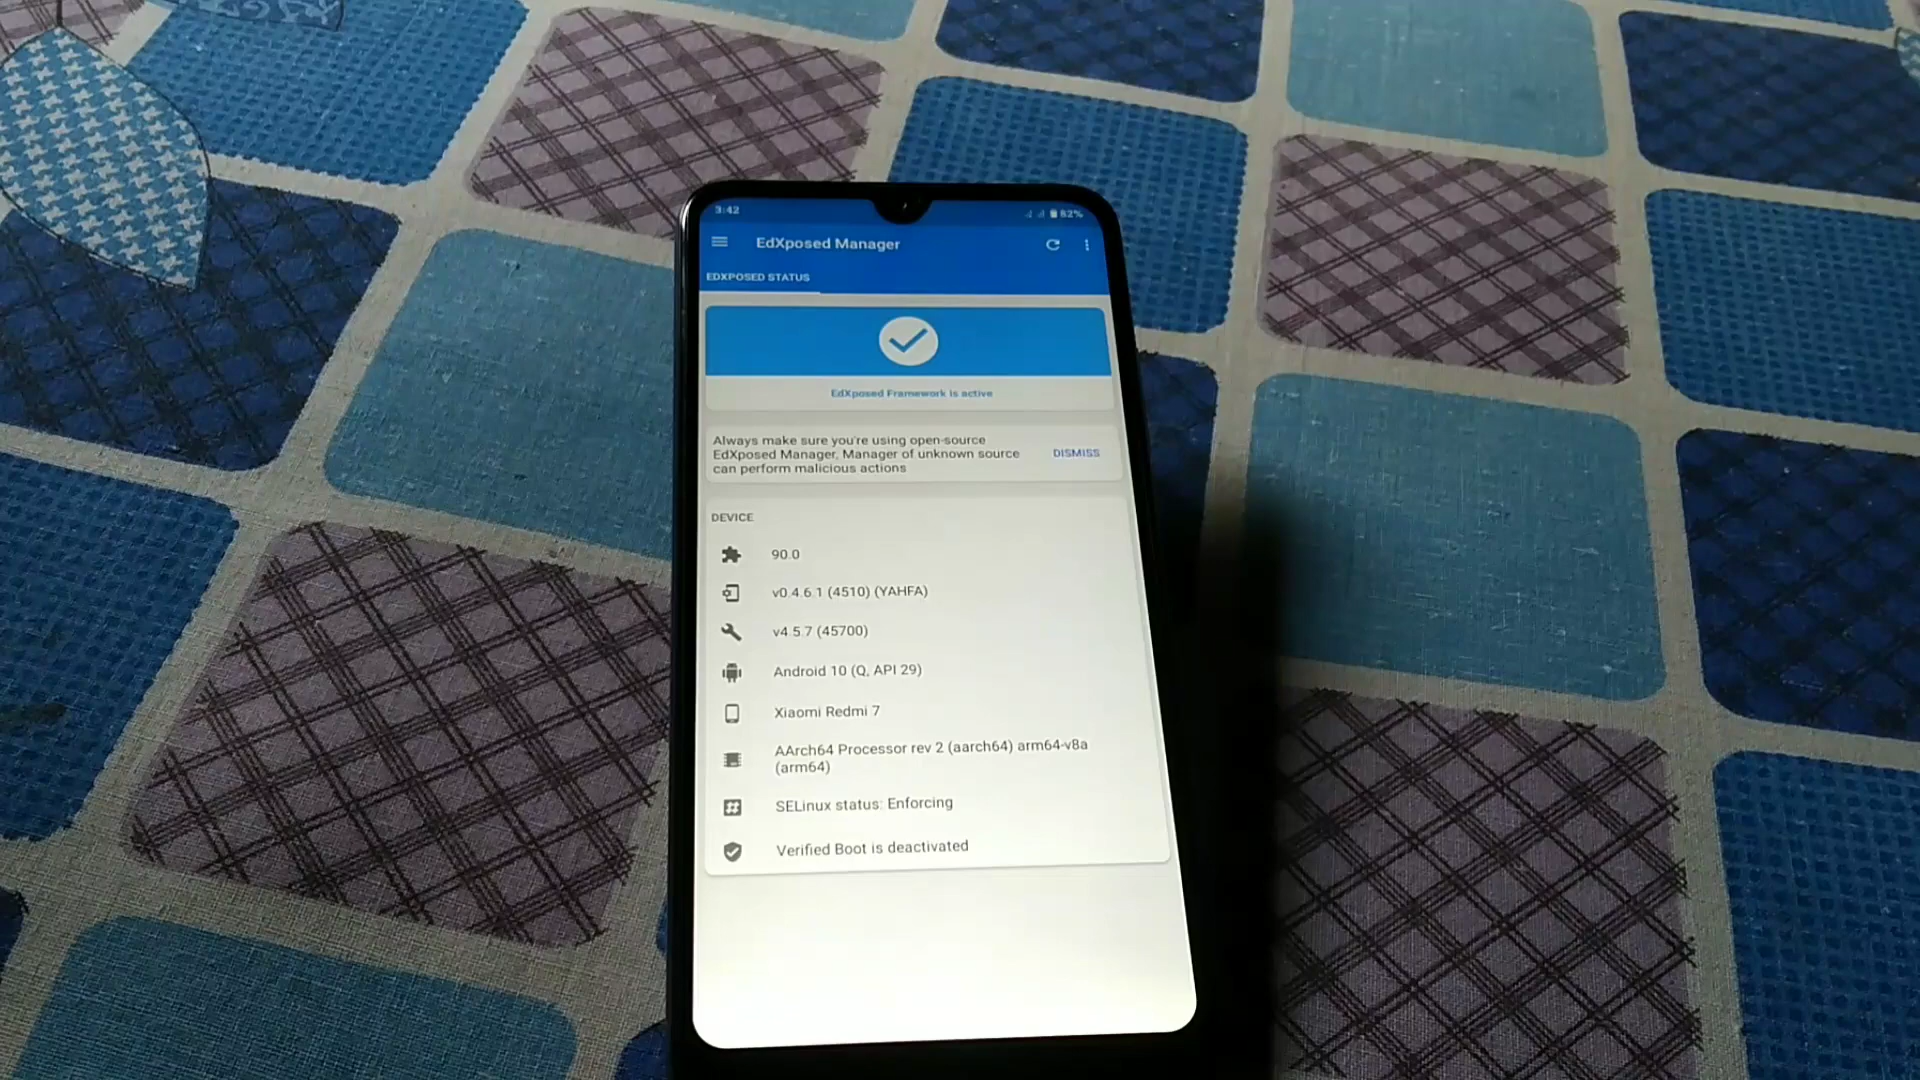 3:42
82%
EdXposed Manager
EDXPOSED STATUS
EdXposed Framework is active
Always make sure you're using open-source
EdXposed Manager, Manager of unknown source
can perform malicious actions
DISMISS
DEVICE
90.0
v0.4.6.1 (4510) (YAHFA)
v4.5.7 (45700)
Android 10 (Q, API 29)
Xiaomi Redmi 7
AArch64 Processor rev 2 (aarch64) arm64-v8a
(arm64)
SELinux status: Enforcing
Verified Boot is deactivated